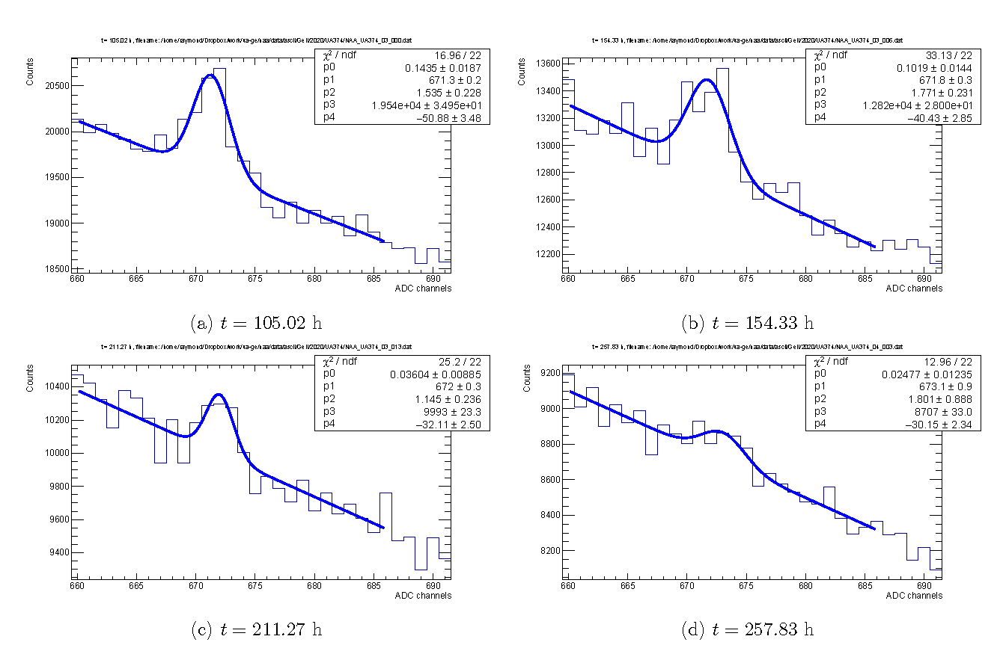 t = 105.02 h, filename: /home/raymond/Dropbox/work/ra-ge/naa/data/ascii/GeII/2020/UA374/NAA_UA374_03_000.dat
Counts
χ² / ndf 16.96 / 22
p0 0.1435 ± 0.0187
p1 671.3 ± 0.2
p2 1.535 ± 0.228
p3 1.954e+04 ± 3.495e+01
p4 −50.88 ± 3.48
20500
20000
19500
19000
18500
660 665 670 675 680 685 690
ADC channels
(a) t = 105.02 h
t = 154.33 h, filename: /home/raymond/Dropbox/work/ra-ge/naa/data/ascii/GeII/2020/UA374/NAA_UA374_03_006.dat
Counts
χ² / ndf 33.13 / 22
p0 0.1019 ± 0.0144
p1 671.8 ± 0.3
p2 1.771 ± 0.231
p3 1.282e+04 ± 2.800e+01
p4 −40.43 ± 2.85
13600
13400
13200
13000
12800
12600
12400
12200
660 665 670 675 680 685 690
ADC channels
(b) t = 154.33 h
t = 211.27 h, filename: /home/raymond/Dropbox/work/ra-ge/naa/data/ascii/GeII/2020/UA374/NAA_UA374_03_013.dat
Counts
χ² / ndf 25.2 / 22
p0 0.03604 ± 0.00885
p1 672 ± 0.3
p2 1.145 ± 0.236
p3 9993 ± 23.3
p4 −32.11 ± 2.50
10400
10200
10000
9800
9600
9400
660 665 670 675 680 685 690
ADC channels
(c) t = 211.27 h
t = 257.83 h, filename: /home/raymond/Dropbox/work/ra-ge/naa/data/ascii/GeII/2020/UA374/NAA_UA374_04_003.dat
Counts
χ² / ndf 12.96 / 22
p0 0.02477 ± 0.01235
p1 673.1 ± 0.9
p2 1.801 ± 0.888
p3 8707 ± 33.0
p4 −30.15 ± 2.34
9200
9000
8800
8600
8400
8200
660 665 670 675 680 685 690
ADC channels
(d) t = 257.83 h